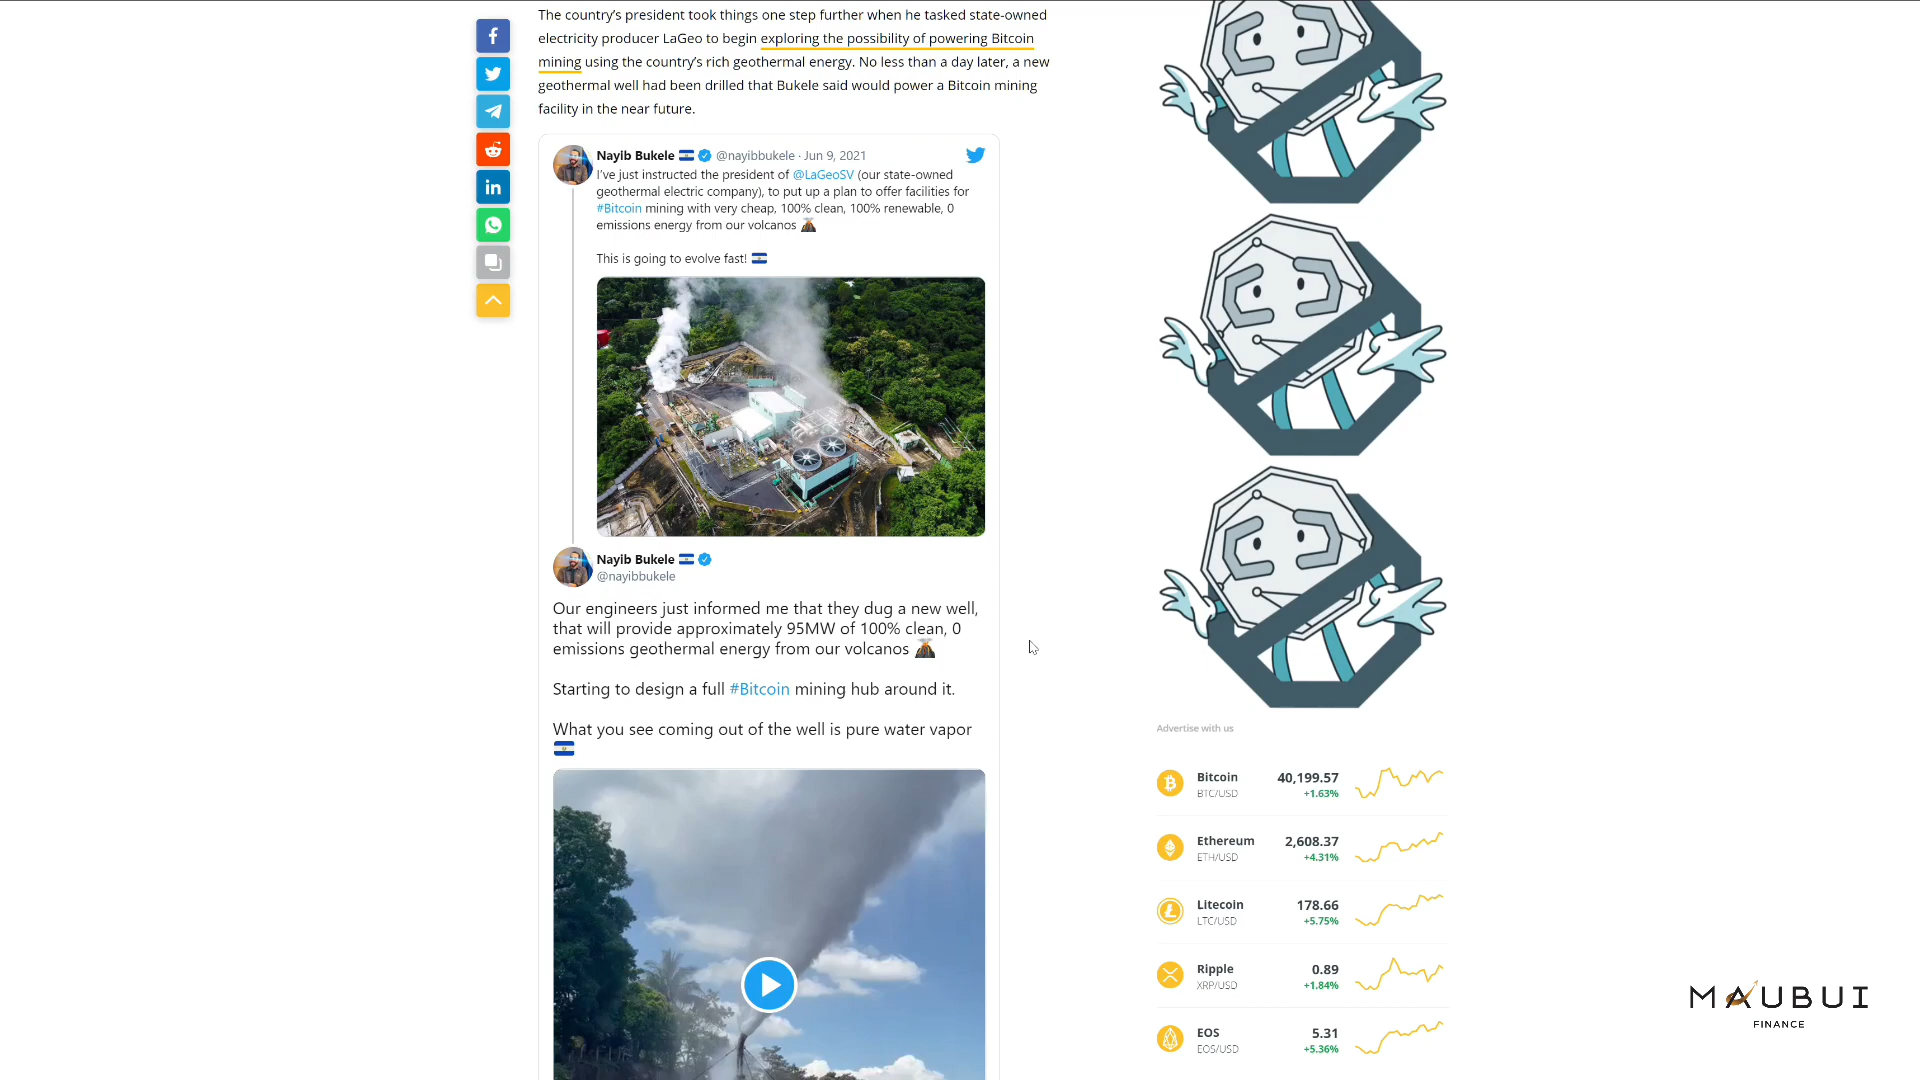 The country's president took things one step further when he tasked state-owned
electricity producer LaGeo to begin exploring the possibility of powering Bitcoin
mining using the country's rich geothermal energy. No less than a day later, a new
geothermal well had been drilled that Bukele said would power a Bitcoin mining
facility in the near future.
Nayib Bukele @nayibbukele · Jun 9, 2021
I've just instructed the president of @LaGeoSV (our state-owned
geothermal electric company), to put up a plan to offer facilities for
#Bitcoin mining with very cheap, 100% clean, 100% renewable, 0
emissions energy from our volcanos 🌋
This is going to evolve fast! 🇸🇻
Nayib Bukele
@nayibbukele
Our engineers just informed me that they dug a new well,
that will provide approximately 95MW of 100% clean, 0
emissions geothermal energy from our volcanos 🌋
Starting to design a full #Bitcoin mining hub around it.
What you see coming out of the well is pure water vapor
🇸🇻
Advertise with us
Bitcoin 40,199.57
BTC/USD +1.63%
Ethereum 2,608.37
ETH/USD +4.31%
Litecoin 178.66
LTC/USD +5.75%
Ripple 0.89
XRP/USD +1.84%
EOS 5.31
EOS/USD +5.36%
MAUBUI
FINANCE